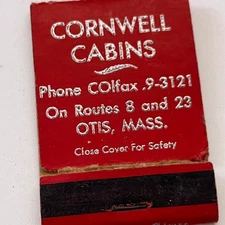 CORNWELL
CABINS
Phone COlfax .9-3121
On Routes 8 and 23
OTIS, MASS.
Close Cover For Safety